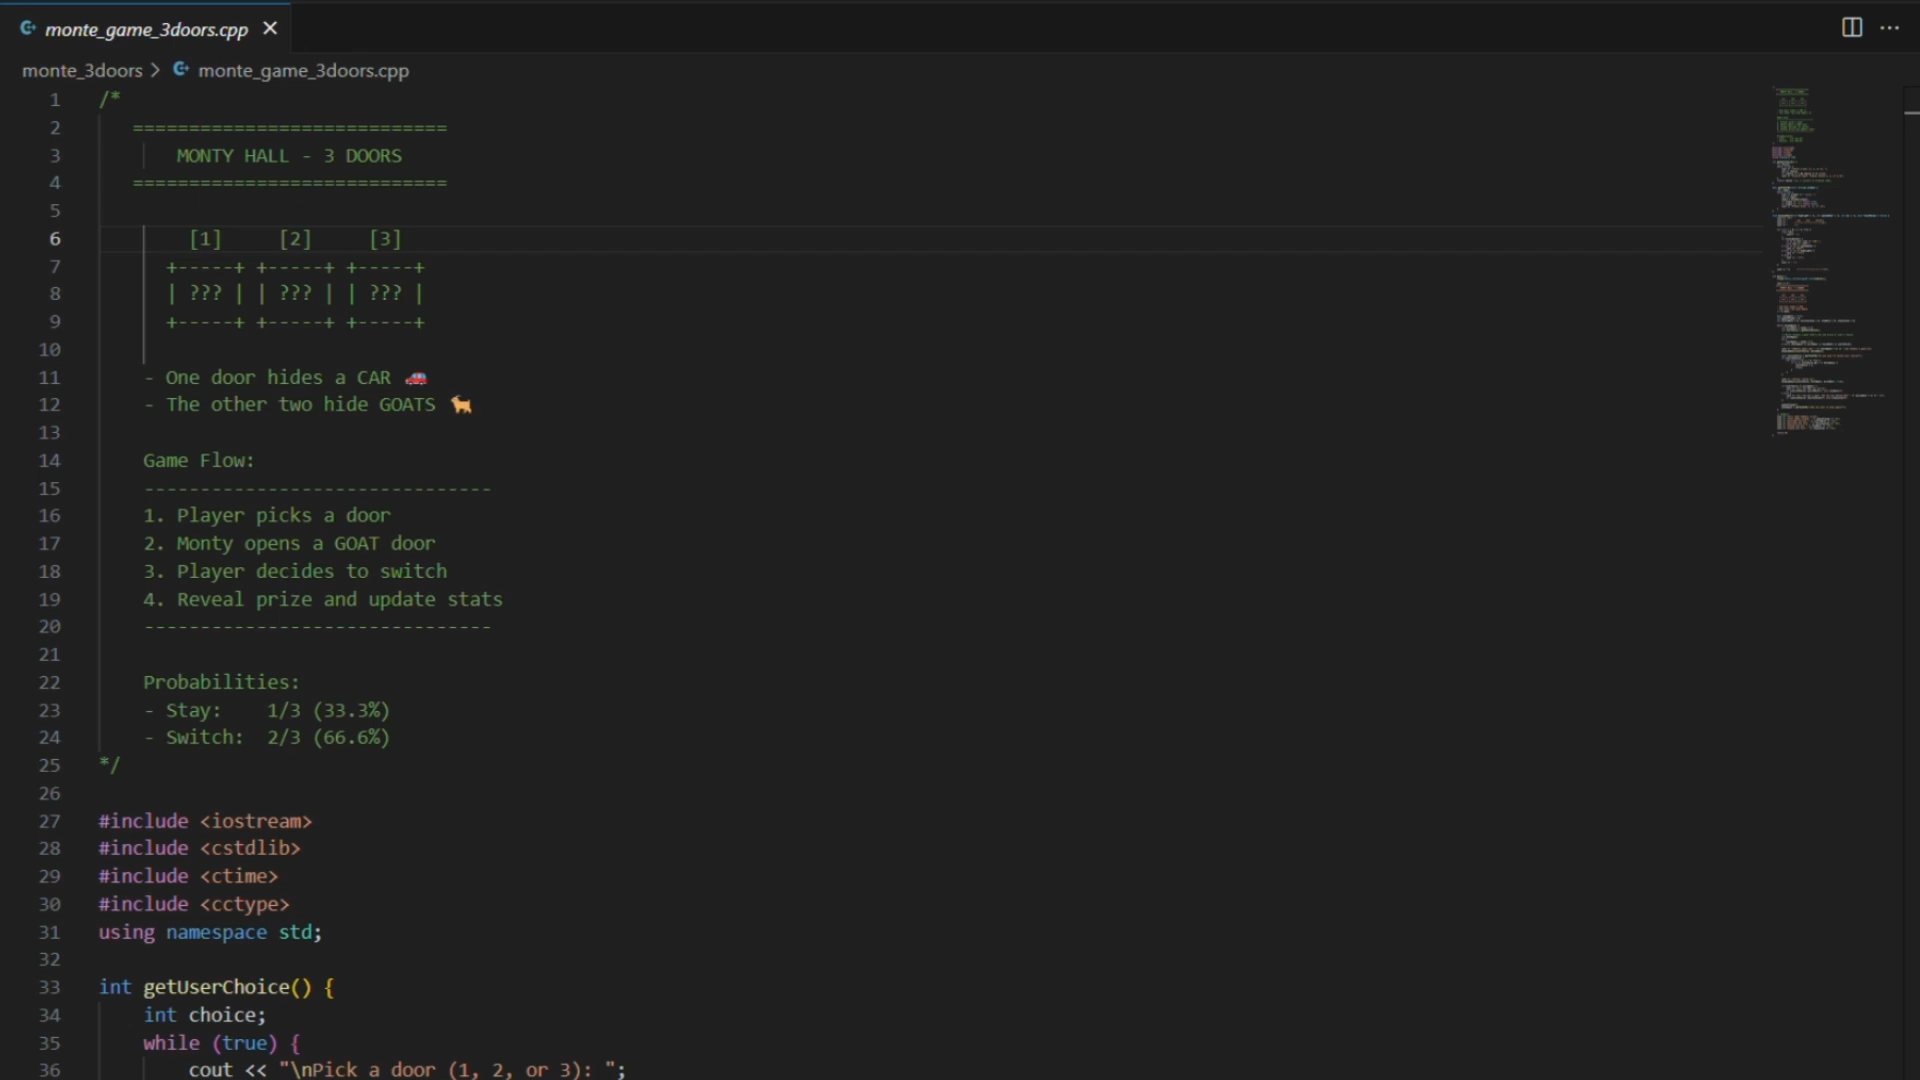 monte_game_3doors.cpp
monte_3doors > monte_game_3doors.cpp
1 /*
2 ============================
3 MONTY HALL - 3 DOORS
4 ============================
5
6 [1] [2] [3]
7 +-----+ +-----+ +-----+
8 | ??? | | ??? | | ??? |
9 +-----+ +-----+ +-----+
10
11 - One door hides a CAR 🚗
12 - The other two hide GOATS 🐐
13
14 Game Flow:
15 -------------------------------
16 1. Player picks a door
17 2. Monty opens a GOAT door
18 3. Player decides to switch
19 4. Reveal prize and update stats
20 -------------------------------
21
22 Probabilities:
23 - Stay: 1/3 (33.3%)
24 - Switch: 2/3 (66.6%)
25 */
26
27 #include <iostream>
28 #include <cstdlib>
29 #include <ctime>
30 #include <cctype>
31 using namespace std;
32
33 int getUserChoice() {
34 int choice;
35 while (true) {
36 cout << "\nPick a door (1, 2, or 3): ";